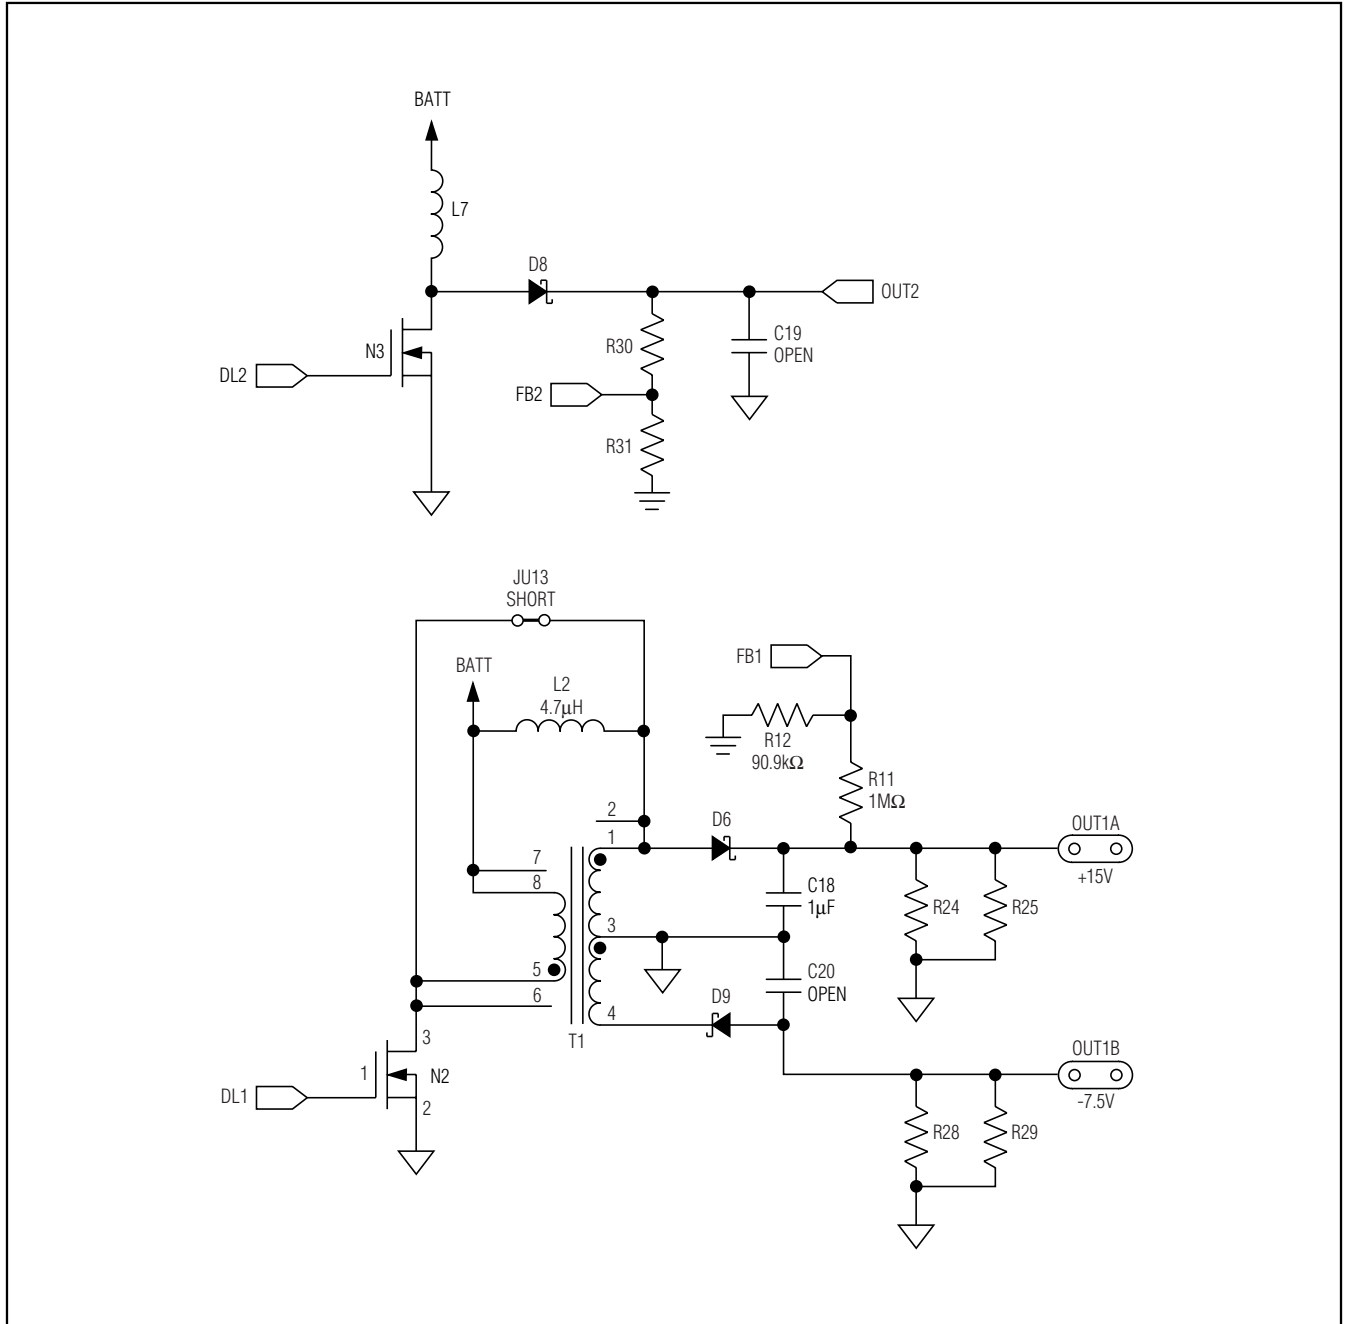 BATT
L7
D8
OUT2
C19
OPEN
N3
R30
DL2
FB2
R31
JU13
SHORT
FB1
BATT
L2
4.7µH
R12
90.9kΩ
R11
1MΩ
2
1
D6
OUT1A
+15V
7
8
C18
1µF
R24
R25
3
5
C20
OPEN
6
4
D9
T1
OUT1B
-7.5V
3
1
N2
DL1
2
R28
R29